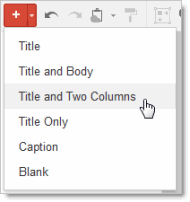 Title
Title and Body
Title and Two Columns
Title Only
Caption
Blank